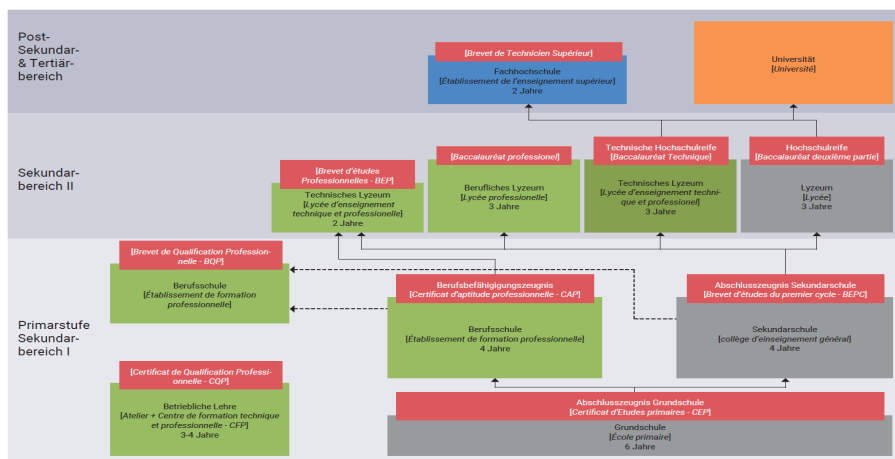 Post-
Sekundar-
& Tertiär-
bereich
[Brevet de Technicien Supérieur]
Fachhochschule
[Établissement de l'enseignement supérieur]
2 Jahre
Universität
[Université]
Sekundar-
bereich II
[Brevet d'études
Professionnelles - BEP]
Technisches Lyzeum
[Lycée d'enseignement
technique et professionelle]
2 Jahre
[Baccalauréat professionel]
Berufliches Lyzeum
[Lycée professionelle]
3 Jahre
Technische Hochschulreife
[Baccalauréat Technique]
Technisches Lyzeum
[Lycée d'enseignement techni-
que et professionel]
3 Jahre
Hochschulreife
[Baccalauréat deuxième partie]
Lyzeum
[Lycée]
3 Jahre
Primarstufe
Sekundar-
bereich I
[Brevet de Qualification Profession-
nelle - BQP]
Berufsschule
[Établissement de formation
professionnelle]
Berufsbefähigigungszeugnis
[Certificat d'aptitude professionnelle - CAP]
Berufsschule
[Établissement de formation professionnelle]
4 Jahre
Abschlusszeugnis Sekundarschule
[Brevet d'études du premier cycle - BEPC]
Sekundarschule
[collège d'einseignement général]
4 Jahre
[Certificat de Qualification Professi-
onnelle - CQP]
Betriebliche Lehre
[Atelier + Centre de formation technique
et professionnelle - CFP]
3-4 Jahre
Abschlusszeugnis Grundschule
[Certificat d'Etudes primaires - CEP]
Grundschule
[École primaire]
6 Jahre